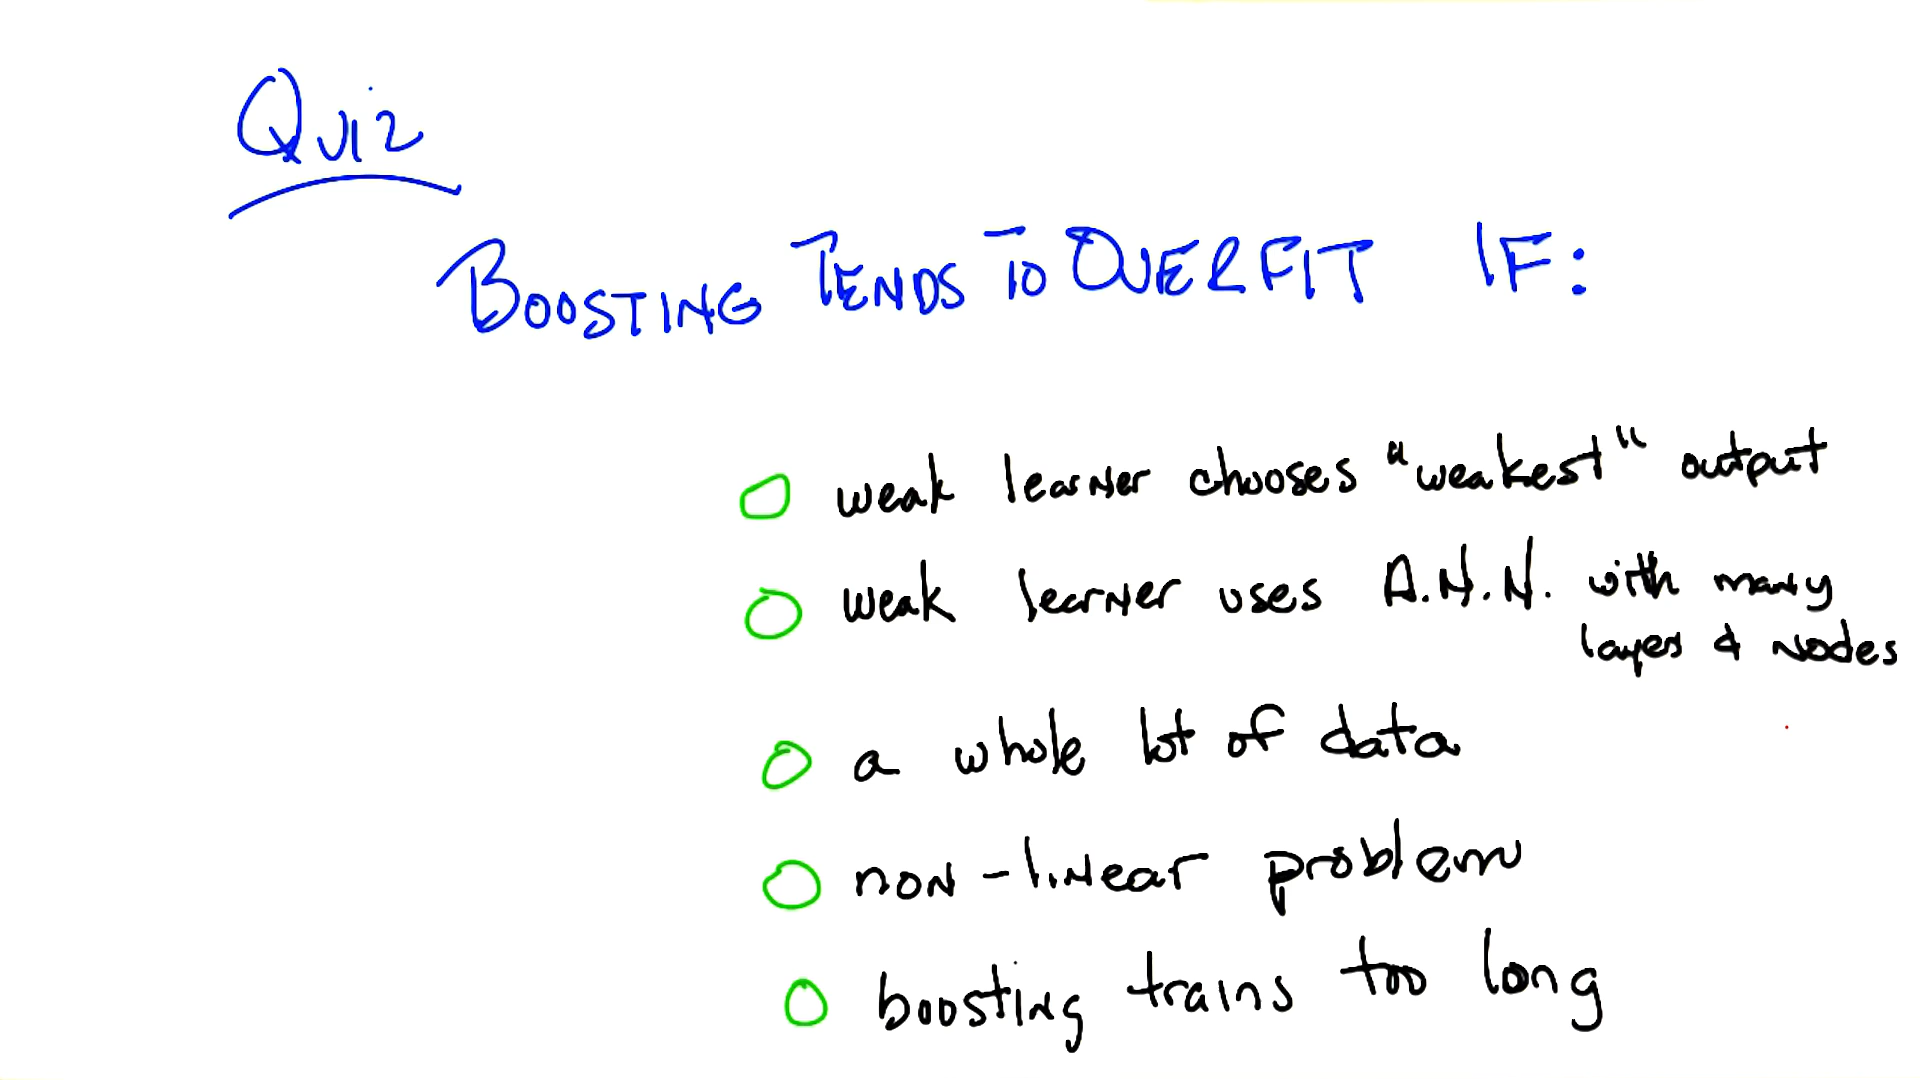 Quiz
BOOSTING TENDS TO OVERFIT IF:
weak learner chooses "weakest" output
weak learner uses A.N.N. with many
layers & nodes
a whole lot of data
non-linear problem
boosting trains too long